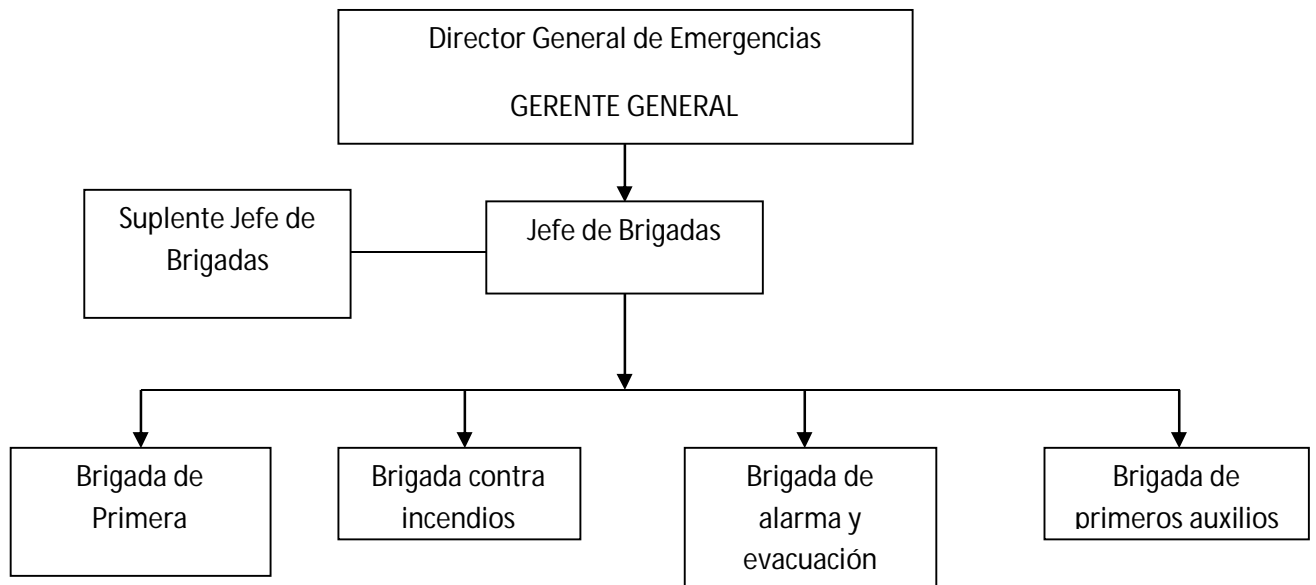 Director General de Emergencias
GERENTE GENERAL
Suplente Jefe de
Brigadas
Jefe de Brigadas
Brigada de
Primera
Brigada contra
incendios
Brigada de
alarma y
evacuación
Brigada de
primeros auxilios